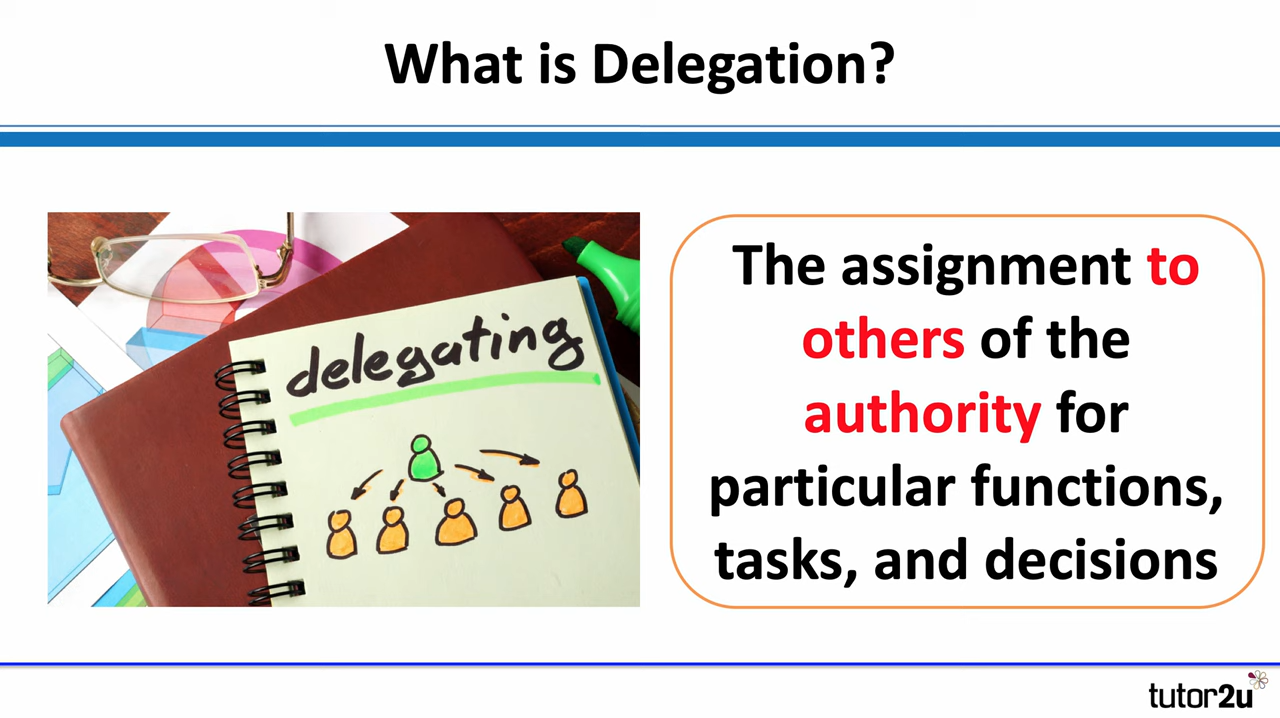 What is Delegation?
delegating
The assignment to
others of the
authority for
particular functions,
tasks, and decisions
tutor2u